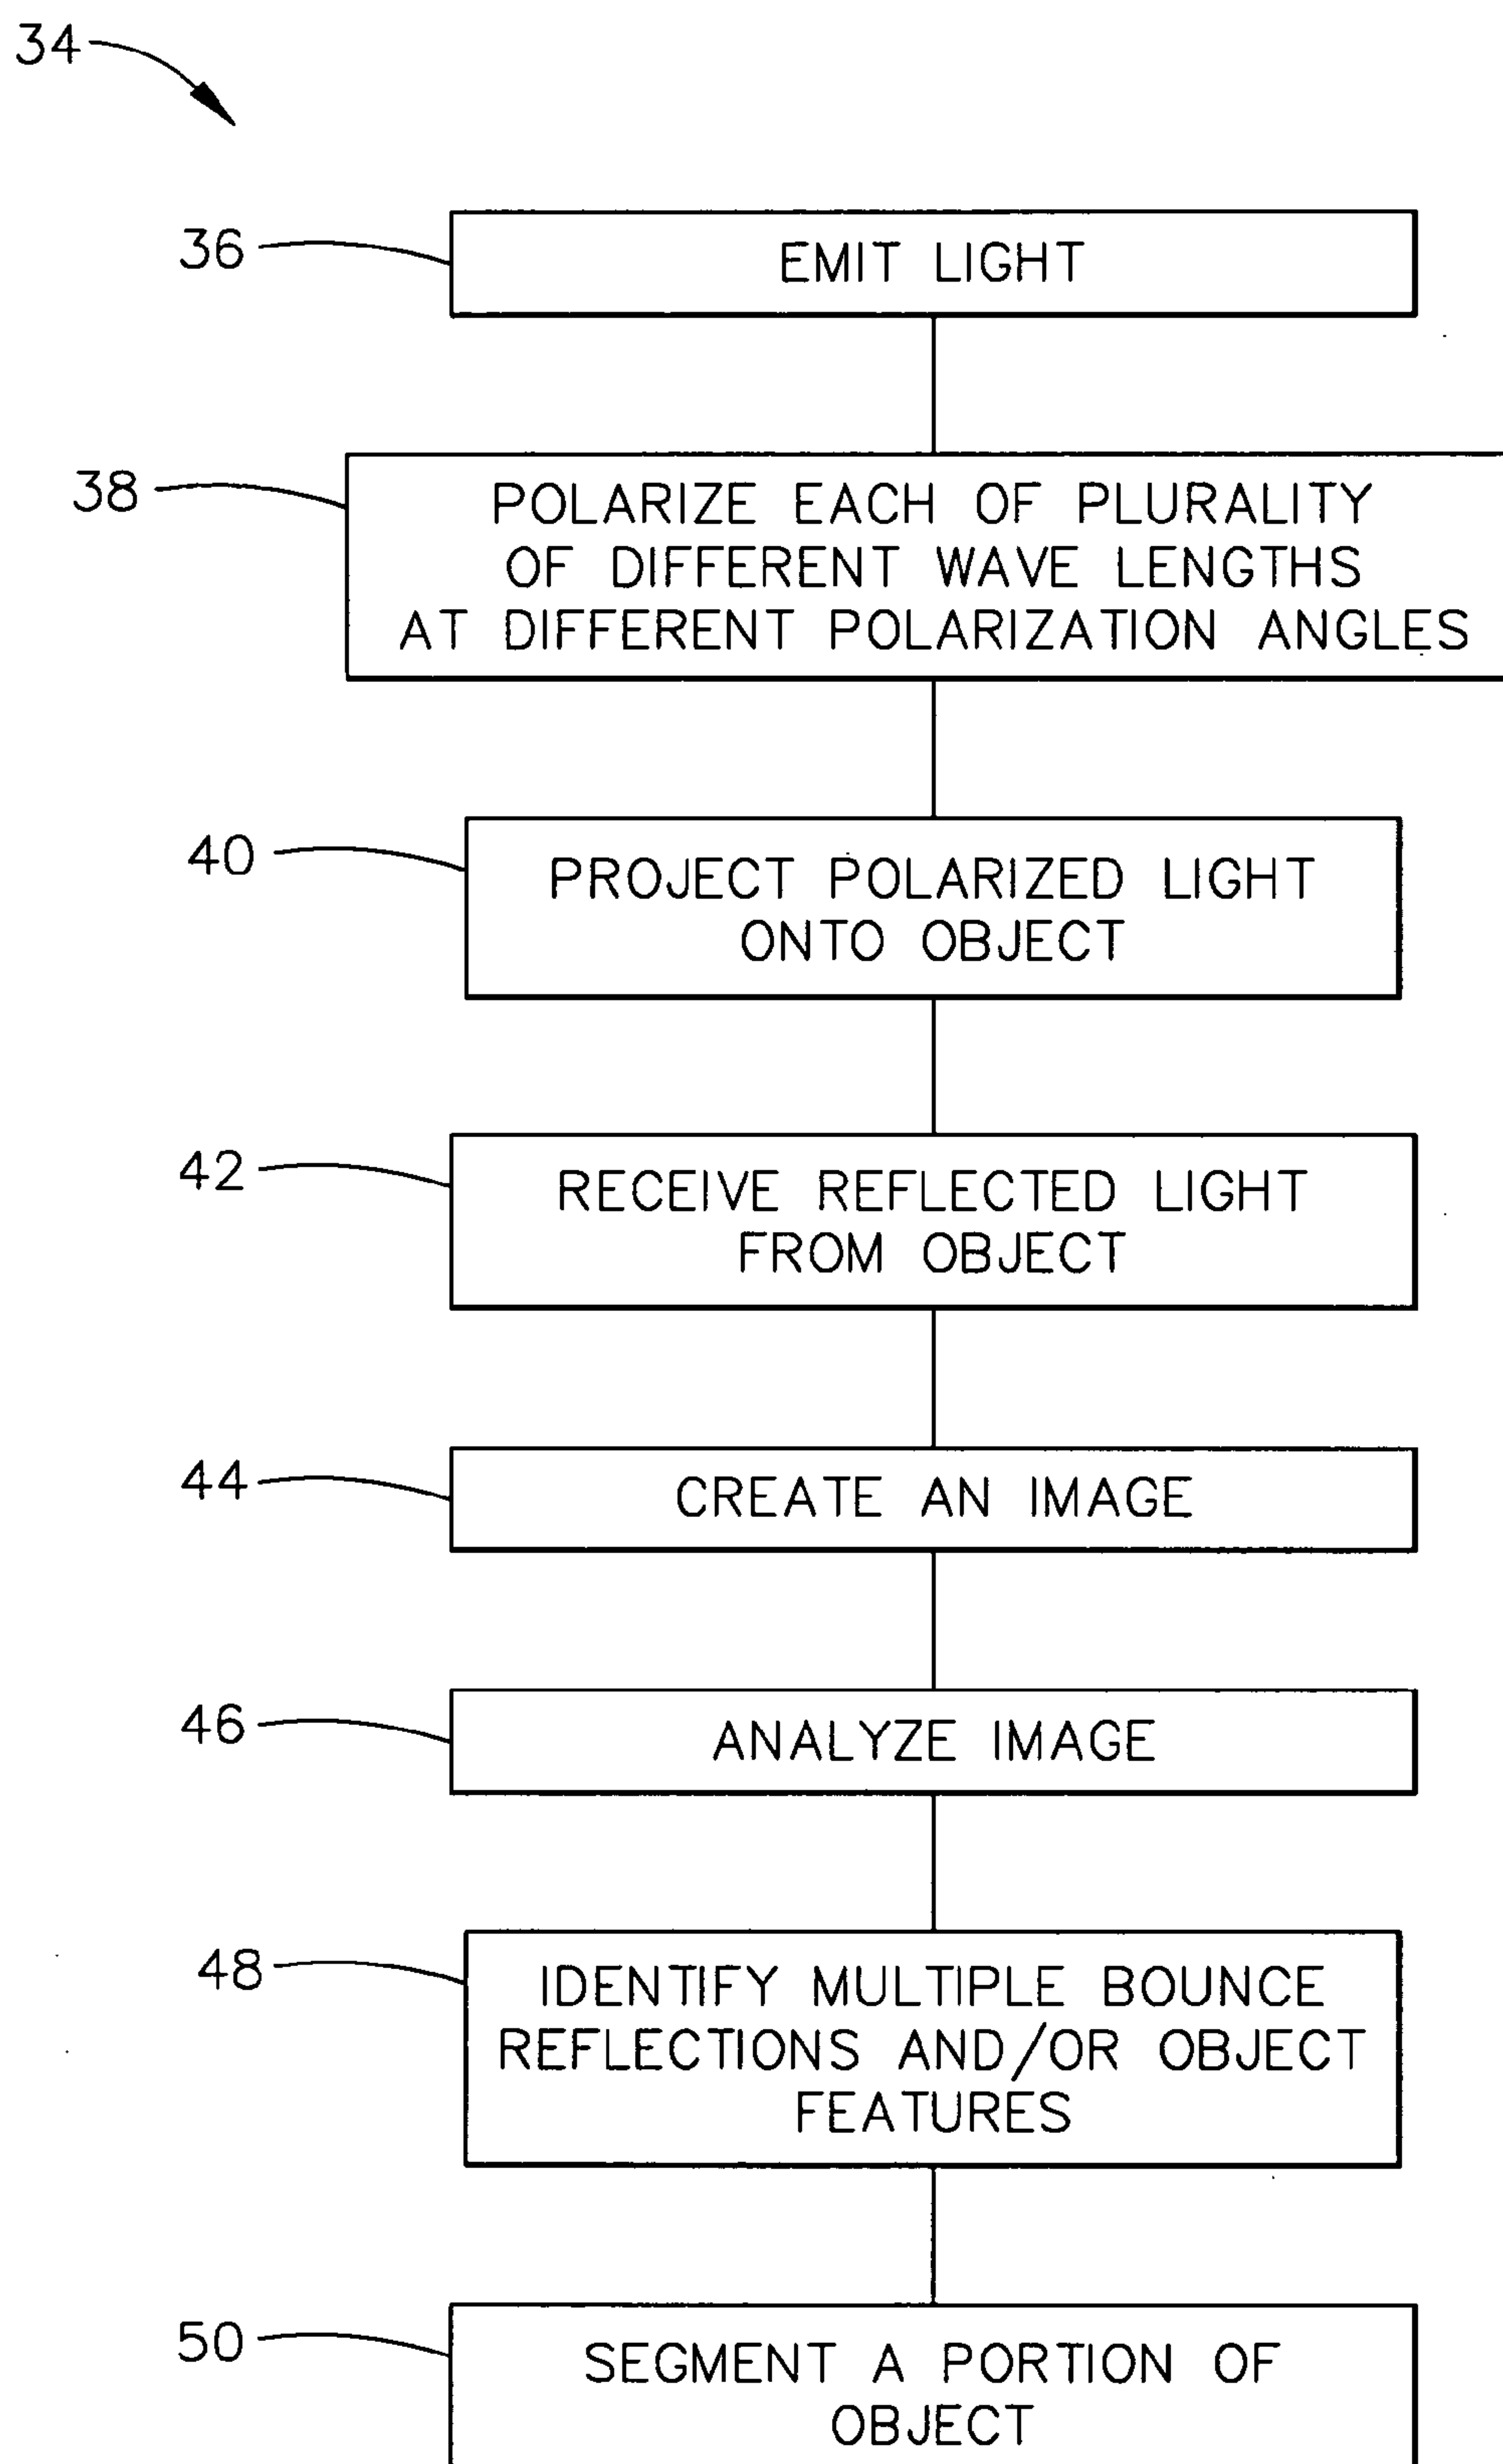 34
36
EMIT LIGHT
38
POLARIZE EACH OF PLURALITY
OF DIFFERENT WAVE LENGTHS
AT DIFFERENT POLARIZATION ANGLES
40
PROJECT POLARIZED LIGHT
ONTO OBJECT
42
RECEIVE REFLECTED LIGHT
FROM OBJECT
44
CREATE AN IMAGE
46
ANALYZE IMAGE
48
IDENTIFY MULTIPLE BOUNCE
REFLECTIONS AND/OR OBJECT
FEATURES
50
SEGMENT A PORTION OF
OBJECT